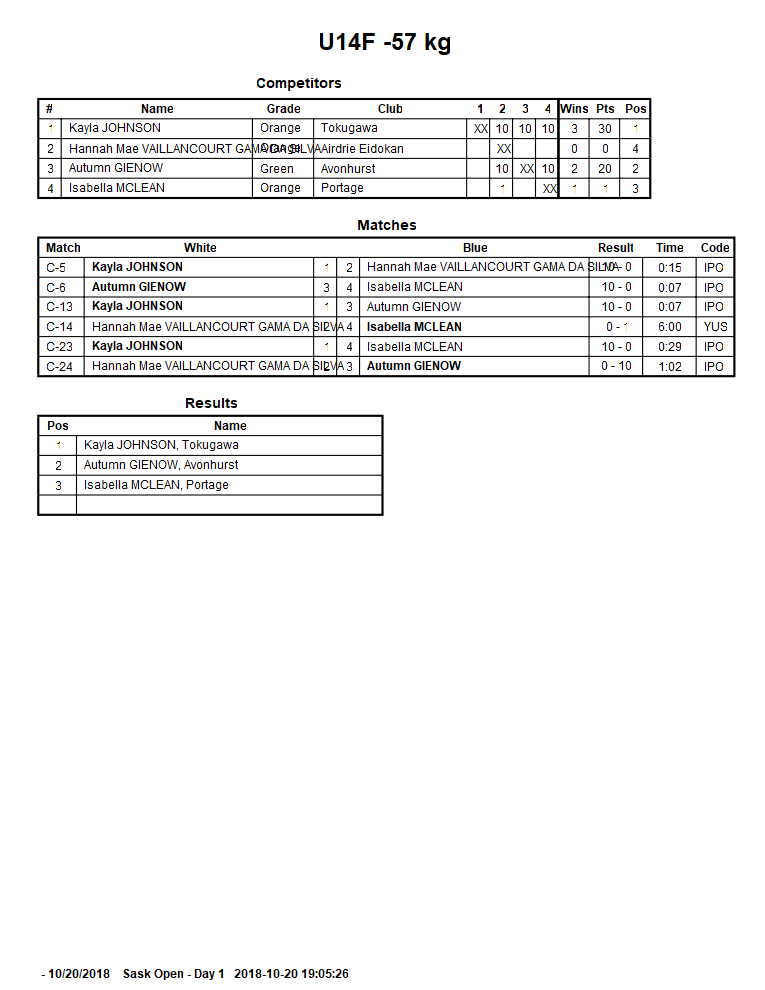 U14F -57 kg
Competitors
# Name Grade Club 1 2 3 4 Wins Pts Pos
1 Kayla JOHNSON Orange Tokugawa XX 10 10 10 3 30 1
2 Hannah Mae VAILLANCOURT GAMA DA SILVA Orange Airdrie Eidokan XX 0 0 4
3 Autumn GIENOW Green Avonhurst 10 XX 10 2 20 2
4 Isabella MCLEAN Orange Portage 1 XX 1 1 3
Matches
Match White Blue Result Time Code
C-5 Kayla JOHNSON 1 2 Hannah Mae VAILLANCOURT GAMA DA SILVA 10 - 0 0:15 IPO
C-6 Autumn GIENOW 3 4 Isabella MCLEAN 10 - 0 0:07 IPO
C-13 Kayla JOHNSON 1 3 Autumn GIENOW 10 - 0 0:07 IPO
C-14 Hannah Mae VAILLANCOURT GAMA DA SILVA 2 4 Isabella MCLEAN 0 - 1 6:00 YUS
C-23 Kayla JOHNSON 1 4 Isabella MCLEAN 10 - 0 0:29 IPO
C-24 Hannah Mae VAILLANCOURT GAMA DA SILVA 2 3 Autumn GIENOW 0 - 10 1:02 IPO
Results
Pos Name
1 Kayla JOHNSON, Tokugawa
2 Autumn GIENOW, Avonhurst
3 Isabella MCLEAN, Portage
- 10/20/2018 Sask Open - Day 1 2018-10-20 19:05:26